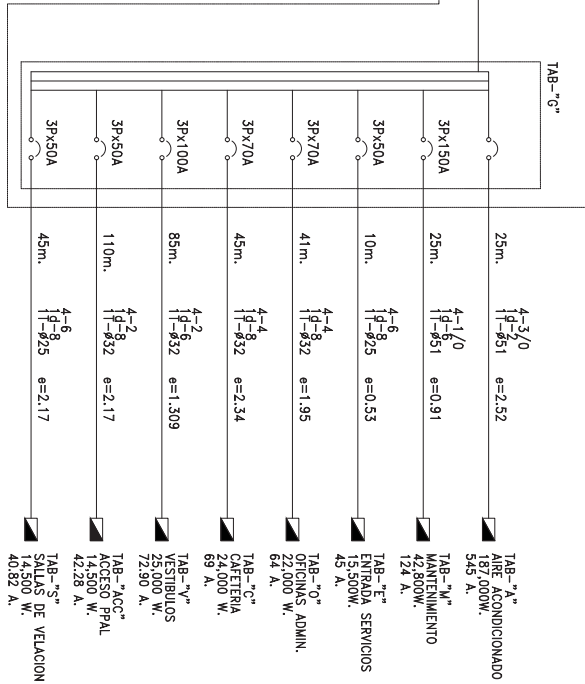 TAB-"G"
25m.
4-3/0
1d-2
1T-ø51
e=2.52
TAB-"A"
AIRE ACONDICIONADO
187,000W.
545 A.
3Px150A
25m.
4-1/0
1d-6
1T-ø51
e=0.91
TAB-"M"
MANTENIMIENTO
42,800W.
124 A.
3Px50A
10m.
4-6
1d-8
1T-ø25
e=0.53
TAB-"E"
ENTRADA SERVICIOS
15,500W.
45 A.
3Px70A
41m.
4-4
1d-8
1T-ø32
e=1.95
TAB-"O"
OFICINAS ADMIN.
22,000 W.
64 A.
3Px70A
45m.
4-4
1d-8
1T-ø32
e=2.34
TAB-"C"
CAFETERIA
24,000 W.
69 A.
3Px100A
85m.
4-2
1d-6
1T-ø32
e=1.309
TAB-"V"
VESTIBULOS
25,000 W.
72.90 A.
3Px50A
110m.
4-2
1d-8
1T-ø32
e=2.17
TAB-"ACC"
ACCESO PPAL
14,500 W.
42.28 A.
3Px50A
45m.
4-6
1d-8
1T-ø25
e=2.17
TAB-"S"
SALLAS DE VELACION
14,500 W.
40.82 A.